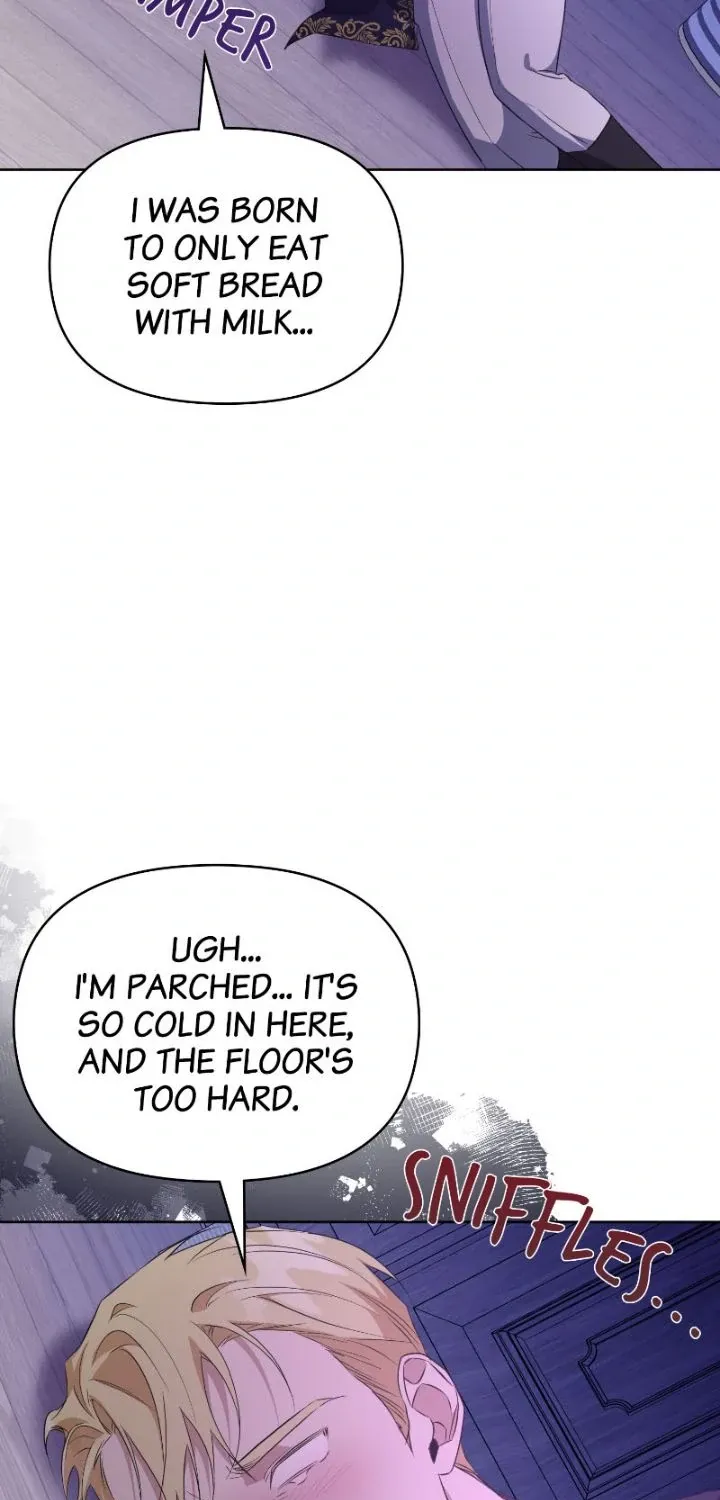 I WAS BORN
TO ONLY EAT
SOFT BREAD
WITH MILK...
UGH...
I'M PARCHED... IT'S
SO COLD IN HERE,
AND THE FLOOR'S
TOO HARD.
SNIFFLES...